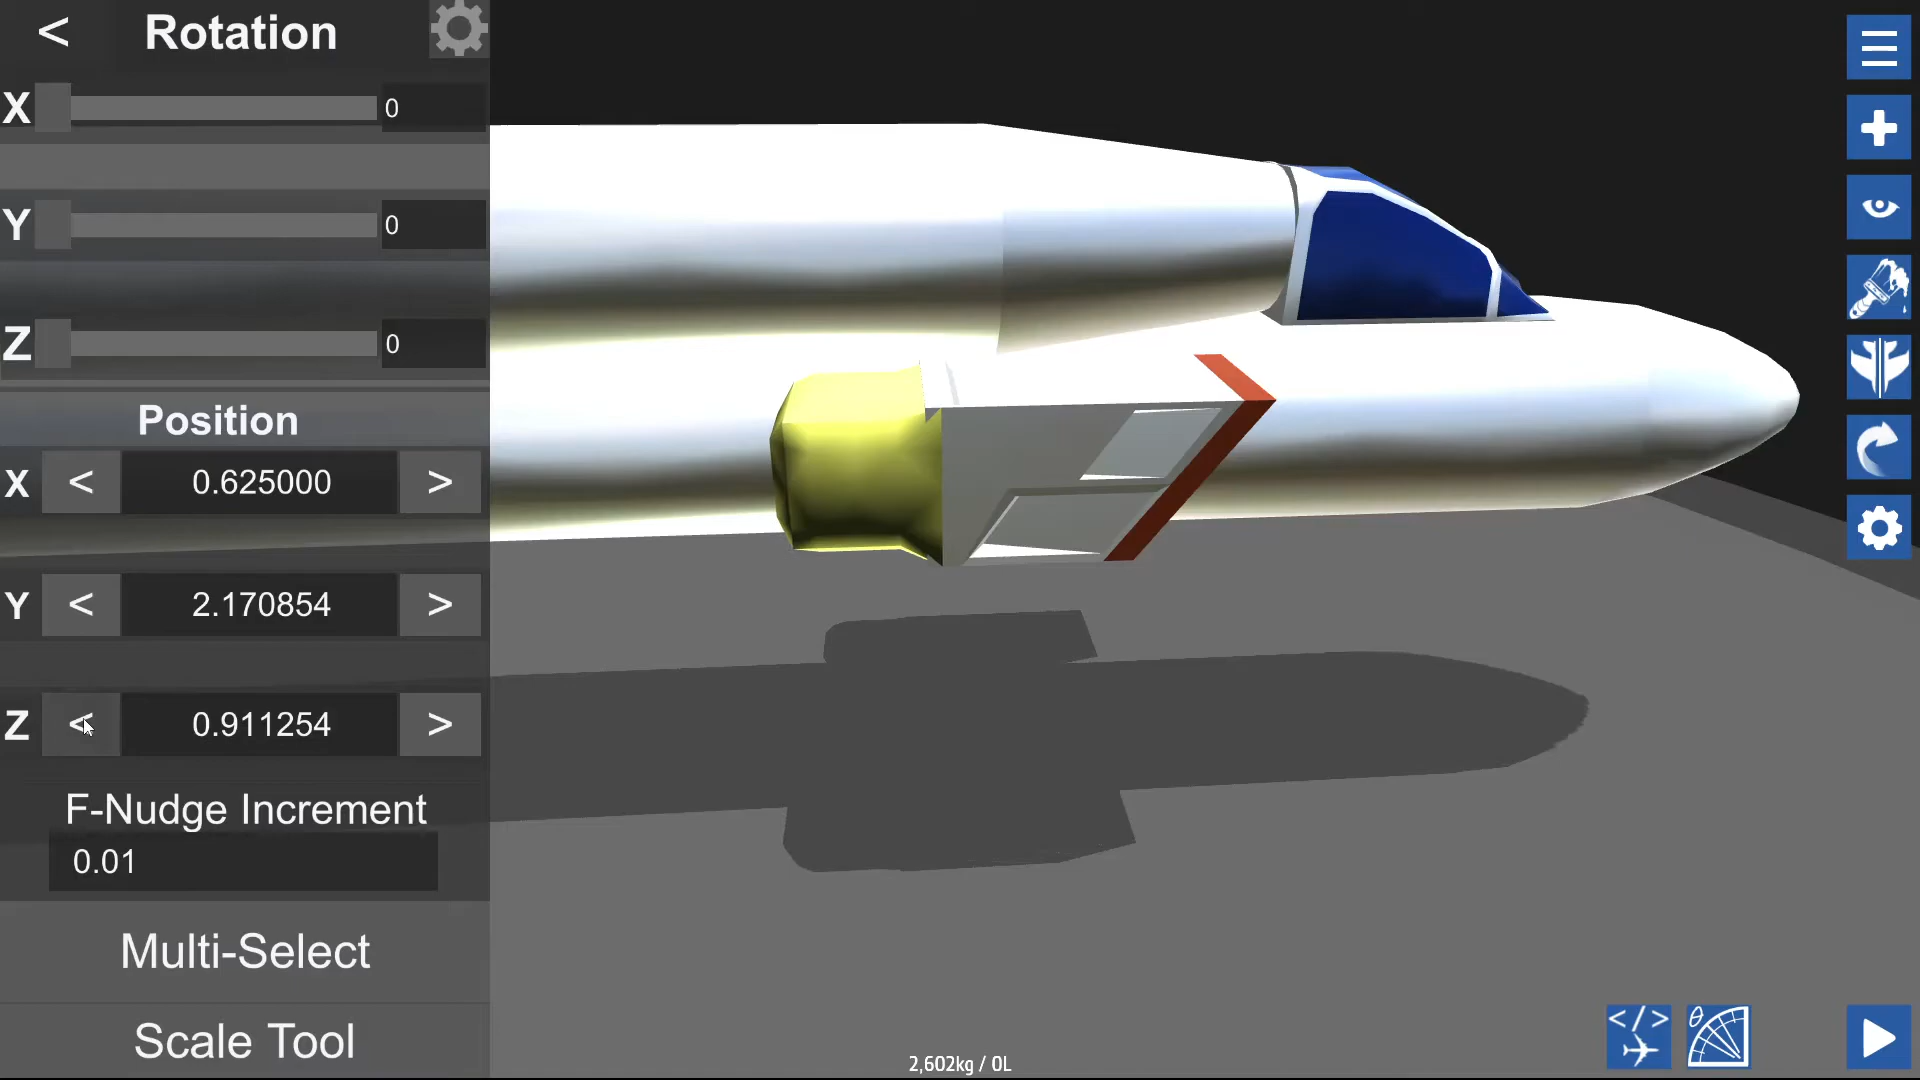 < Rotation
X 0
Y 0
Z 0
Position
X < 0.625000 >
Y < 2.170854 >
Z < 0.911254 >
F-Nudge Increment
0.01
Multi-Select
Scale Tool
2,602kg / 0L
</>
θ